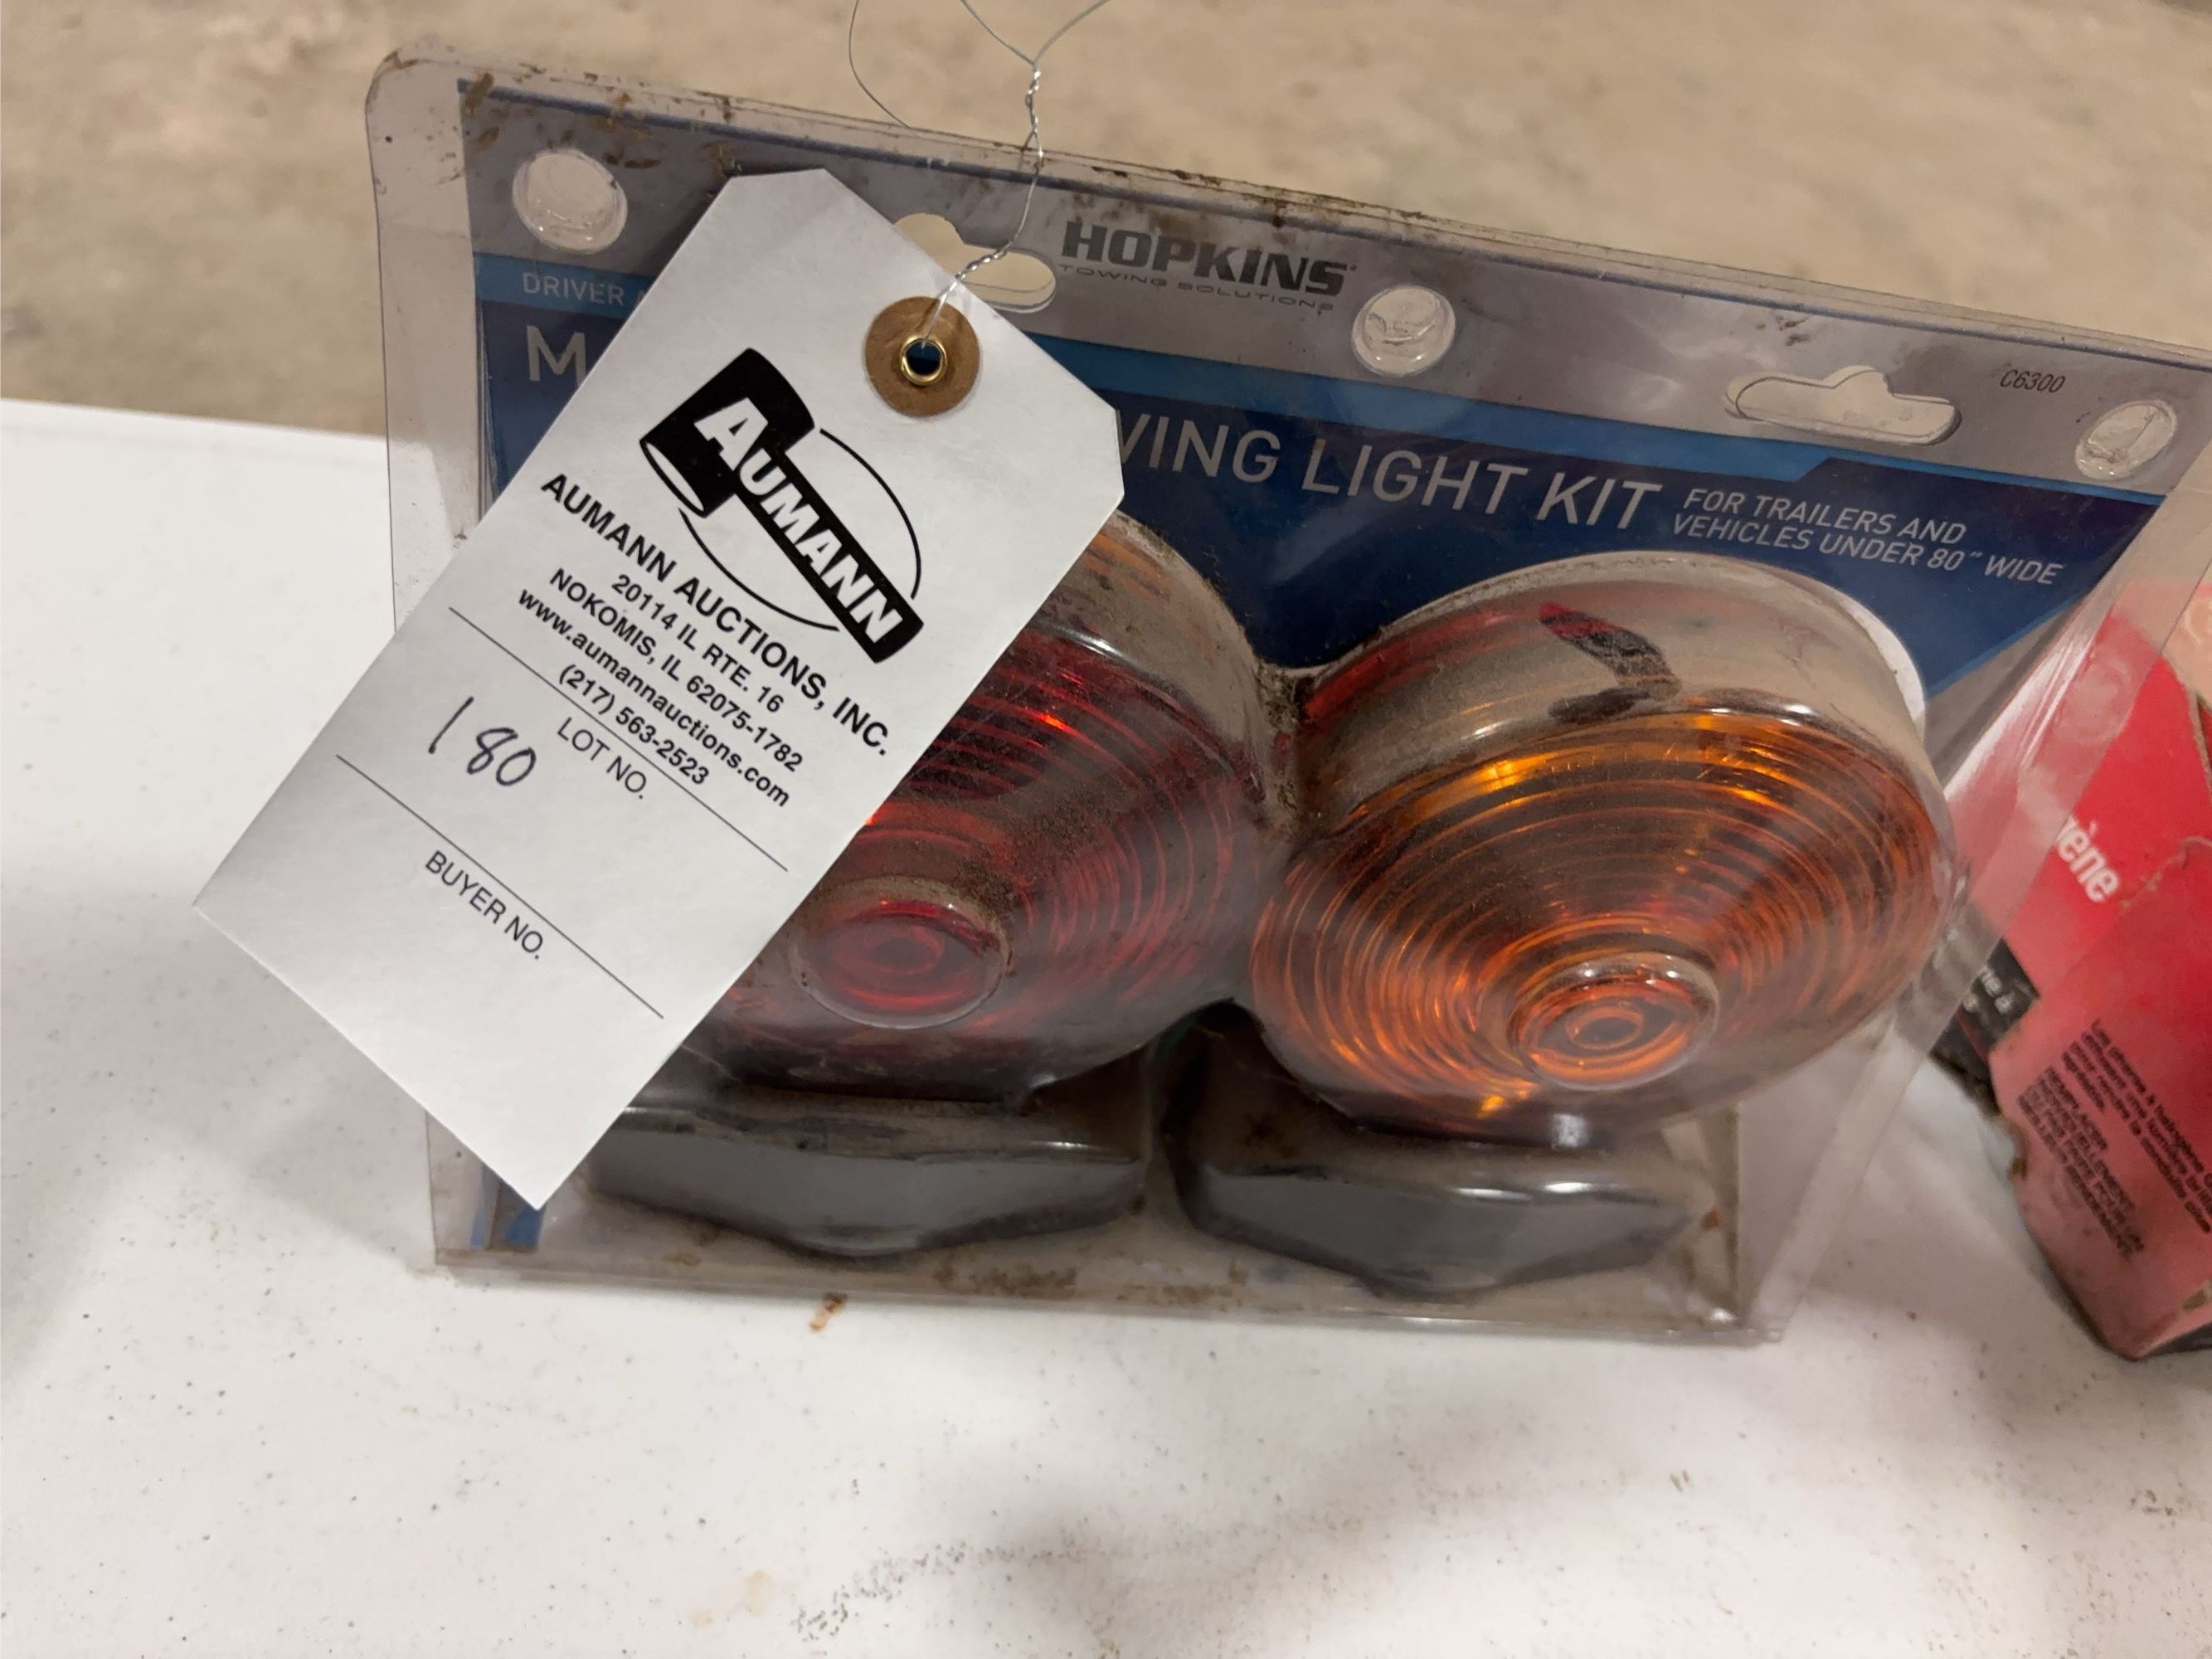 HOPKINS
TOWING SOLUTIONS
C6300
DRIVER
WING LIGHT KIT
FOR TRAILERS AND
VEHICLES UNDER 80" WIDE
AUMANN
AUMANN AUCTIONS, INC.
20114 IL RTE. 16
NOKOMIS, IL 62075-1782
www.aumannauctions.com
(217) 563-2523
LOT NO.
180
BUYER NO.